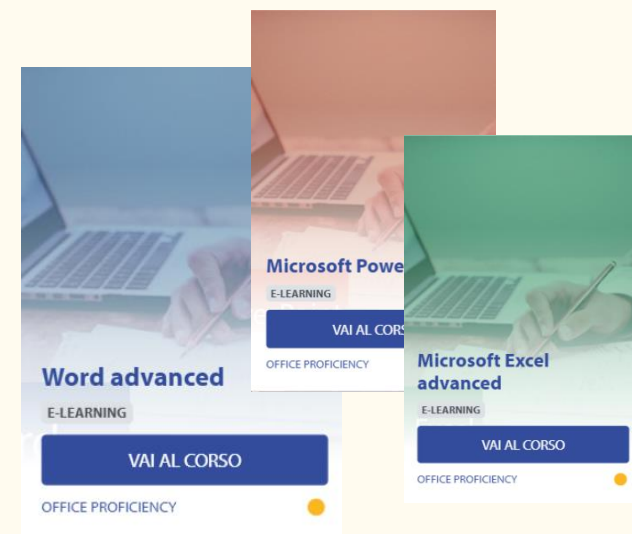 Word advanced
E-LEARNING
VAI AL CORSO
OFFICE PROFICIENCY
Microsoft Powe
E-LEARNING
VAI AL CORS
OFFICE PROFICIENCY
Microsoft Excel
advanced
E-LEARNING
VAI AL CORSO
OFFICE PROFICIENCY